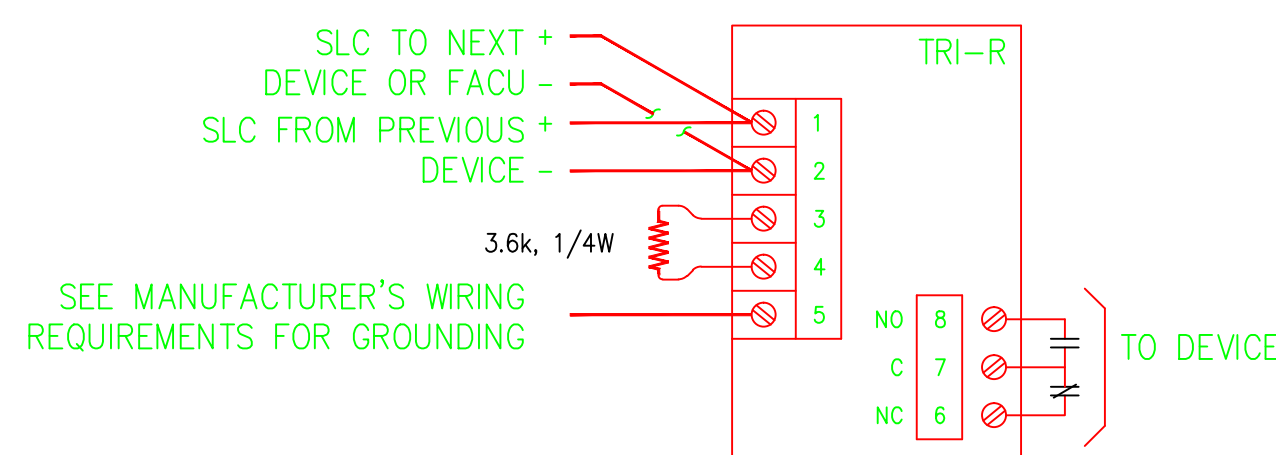 SLC TO NEXT +
DEVICE OR FACU -
SLC FROM PREVIOUS +
DEVICE -
3.6k, 1/4W
SEE MANUFACTURER'S WIRING
REQUIREMENTS FOR GROUNDING
TRI-R
1
2
3
4
5
NO 8
C 7
NC 6
TO DEVICE